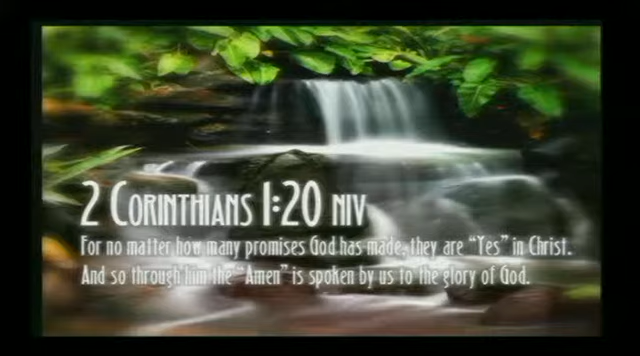 2 Corinthians 1:20 NIV
For no matter how many promises God has made, they are “Yes” in Christ.
And so through him the “Amen” is spoken by us to the glory of God.